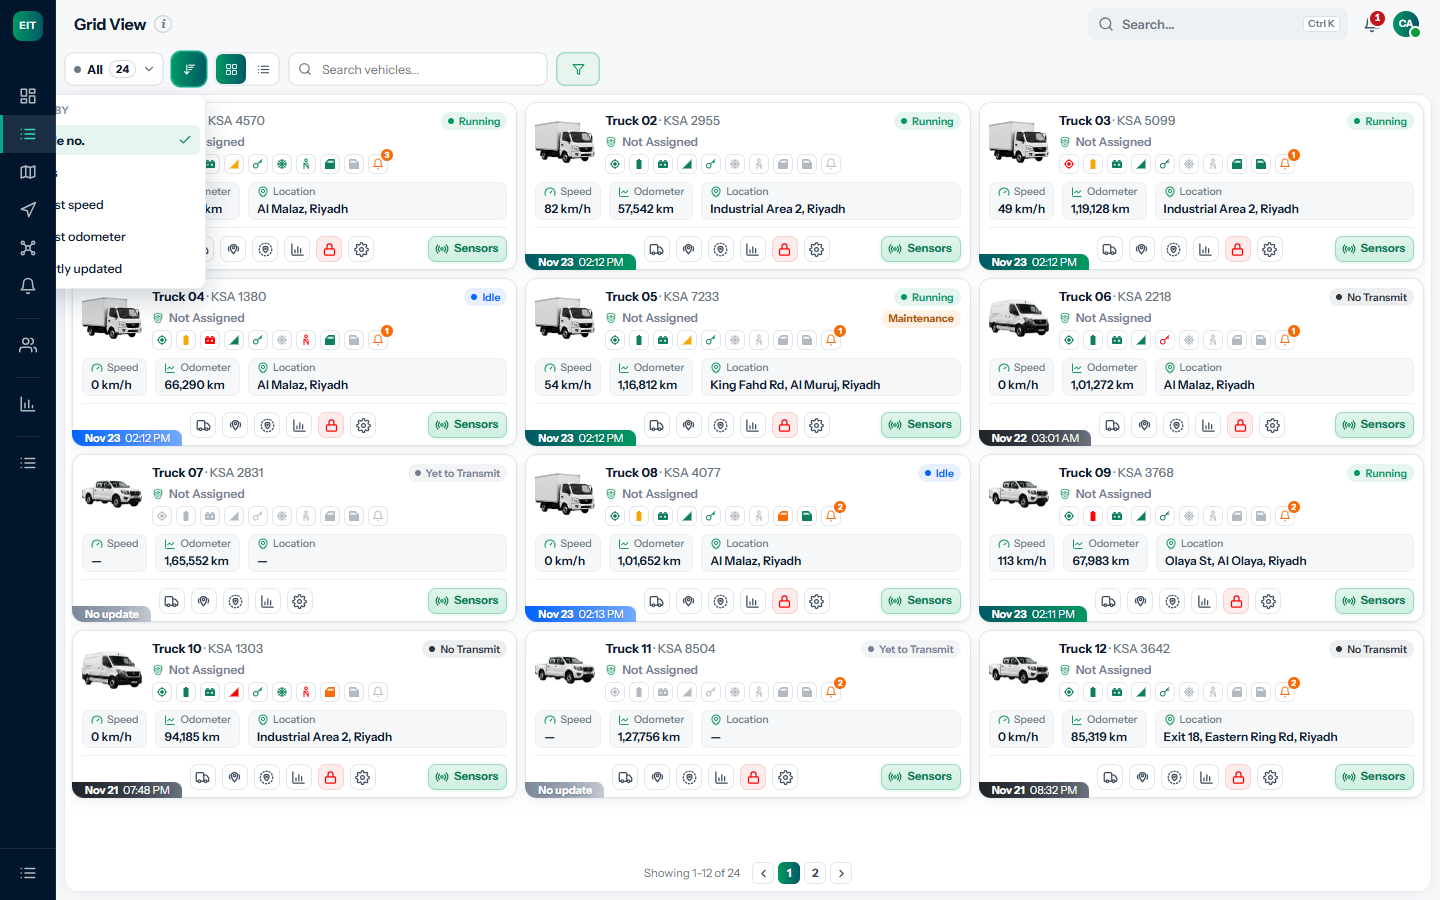 EIT
Grid View
i
Search...
Ctrl K
1
CA
All 24
Search vehicles...
BY
e no.
s
st speed
st odometer
tly updated
KSA 4570
Running
signed
3
meter
Location
km
Al Malaz, Riyadh
Sensors
Truck 02 · KSA 2955
Running
Not Assigned
Speed
Odometer
Location
82 km/h
57,542 km
Industrial Area 2, Riyadh
Nov 23 02:12 PM
Sensors
Truck 03 · KSA 5099
Running
Not Assigned
1
Speed
Odometer
Location
49 km/h
1,19,128 km
Industrial Area 2, Riyadh
Nov 23 02:12 PM
Sensors
Truck 04 · KSA 1380
Idle
Not Assigned
1
Speed
Odometer
Location
0 km/h
66,290 km
Al Malaz, Riyadh
Nov 23 02:12 PM
Sensors
Truck 05 · KSA 7233
Running
Not Assigned
Maintenance
1
Speed
Odometer
Location
54 km/h
1,16,812 km
King Fahd Rd, Al Muruj, Riyadh
Nov 23 02:12 PM
Sensors
Truck 06 · KSA 2218
No Transmit
Not Assigned
1
Speed
Odometer
Location
0 km/h
1,01,272 km
Al Malaz, Riyadh
Nov 22 03:01 AM
Sensors
Truck 07 · KSA 2831
Yet to Transmit
Not Assigned
Speed
Odometer
Location
—
1,65,552 km
—
No update
Sensors
Truck 08 · KSA 4077
Idle
Not Assigned
2
Speed
Odometer
Location
0 km/h
1,01,652 km
Al Malaz, Riyadh
Nov 23 02:13 PM
Sensors
Truck 09 · KSA 3768
Running
Not Assigned
2
Speed
Odometer
Location
113 km/h
67,983 km
Olaya St, Al Olaya, Riyadh
Nov 23 02:11 PM
Sensors
Truck 10 · KSA 1303
No Transmit
Not Assigned
Speed
Odometer
Location
0 km/h
94,185 km
Industrial Area 2, Riyadh
Nov 21 07:48 PM
Sensors
Truck 11 · KSA 8504
Yet to Transmit
Not Assigned
2
Speed
Odometer
Location
—
1,27,756 km
—
No update
Sensors
Truck 12 · KSA 3642
No Transmit
Not Assigned
2
Speed
Odometer
Location
0 km/h
85,319 km
Exit 18, Eastern Ring Rd, Riyadh
Nov 21 08:32 PM
Sensors
Showing 1–12 of 24
1
2